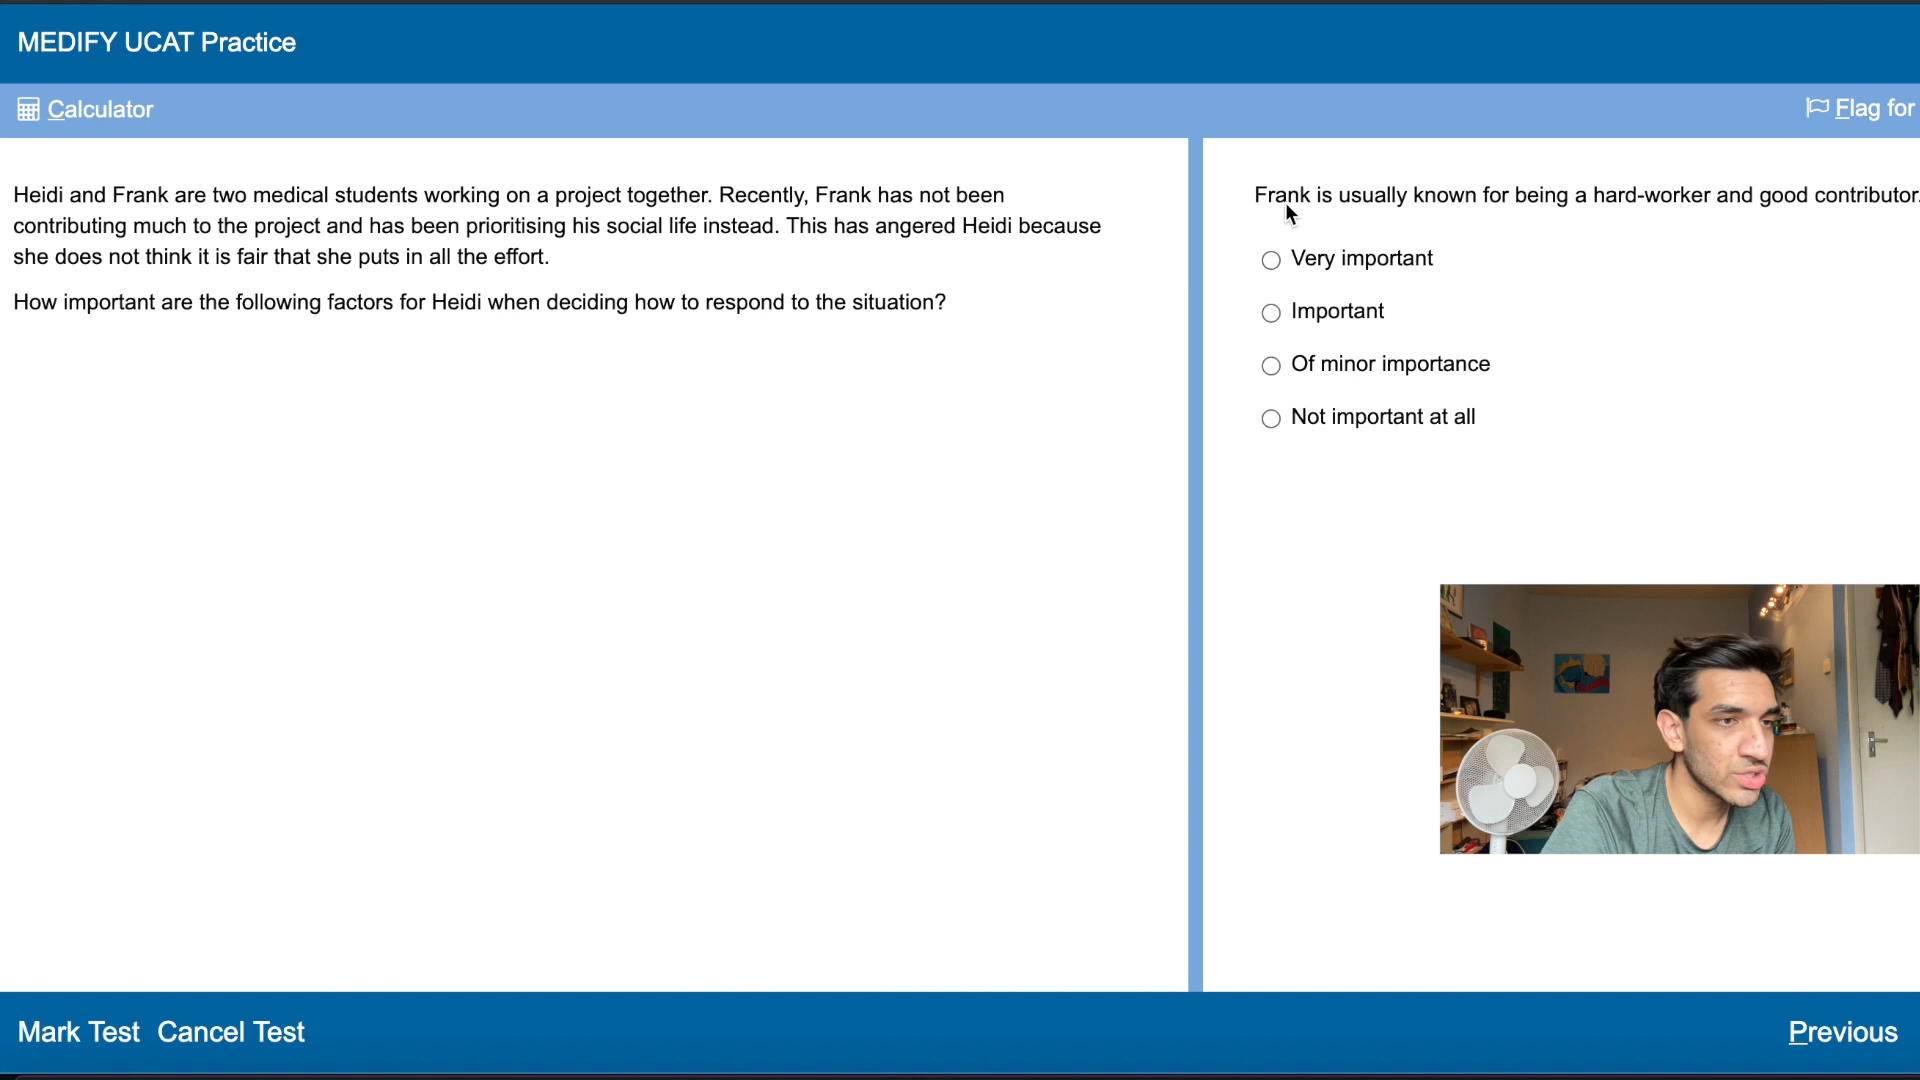 MEDIFY UCAT Practice
Calculator
Flag for
Heidi and Frank are two medical students working on a project together. Recently, Frank has not been
contributing much to the project and has been prioritising his social life instead. This has angered Heidi because
she does not think it is fair that she puts in all the effort.
How important are the following factors for Heidi when deciding how to respond to the situation?
Frank is usually known for being a hard-worker and good contributor.
Very important
Important
Of minor importance
Not important at all
Mark Test Cancel Test
Previous